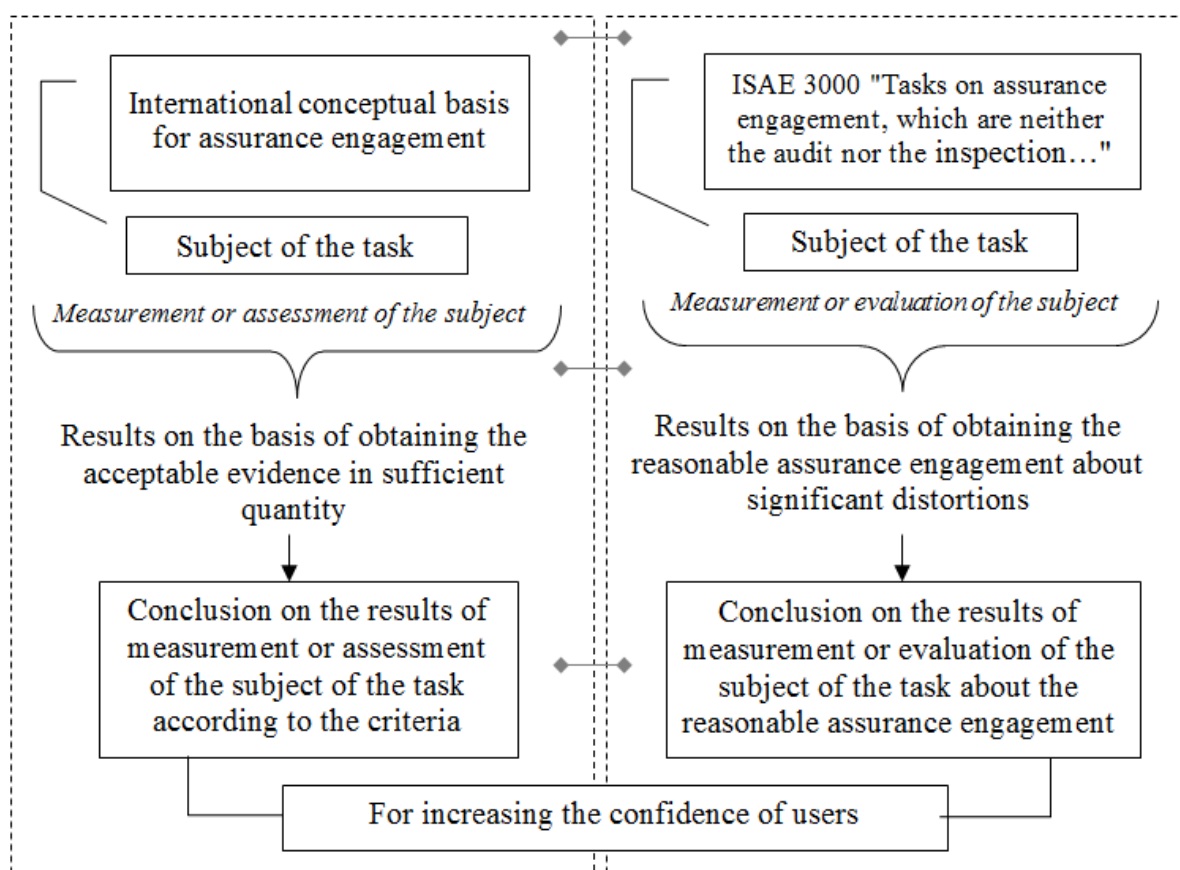 International conceptual basis
for assurance engagement
Subject of the task
Measurement or assessment of the subject
Results on the basis of obtaining the
acceptable evidence in sufficient
quantity
Conclusion on the results of
measurement or assessment
of the subject of the task
according to the criteria
ISAE 3000 "Tasks on assurance
engagement, which are neither
the audit nor the inspection…"
Subject of the task
Measurement or evaluation of the subject
Results on the basis of obtaining the
reasonable assurance engagement about
significant distortions
Conclusion on the results of
measurement or evaluation of the
subject of the task about the
reasonable assurance engagement
For increasing the confidence of users